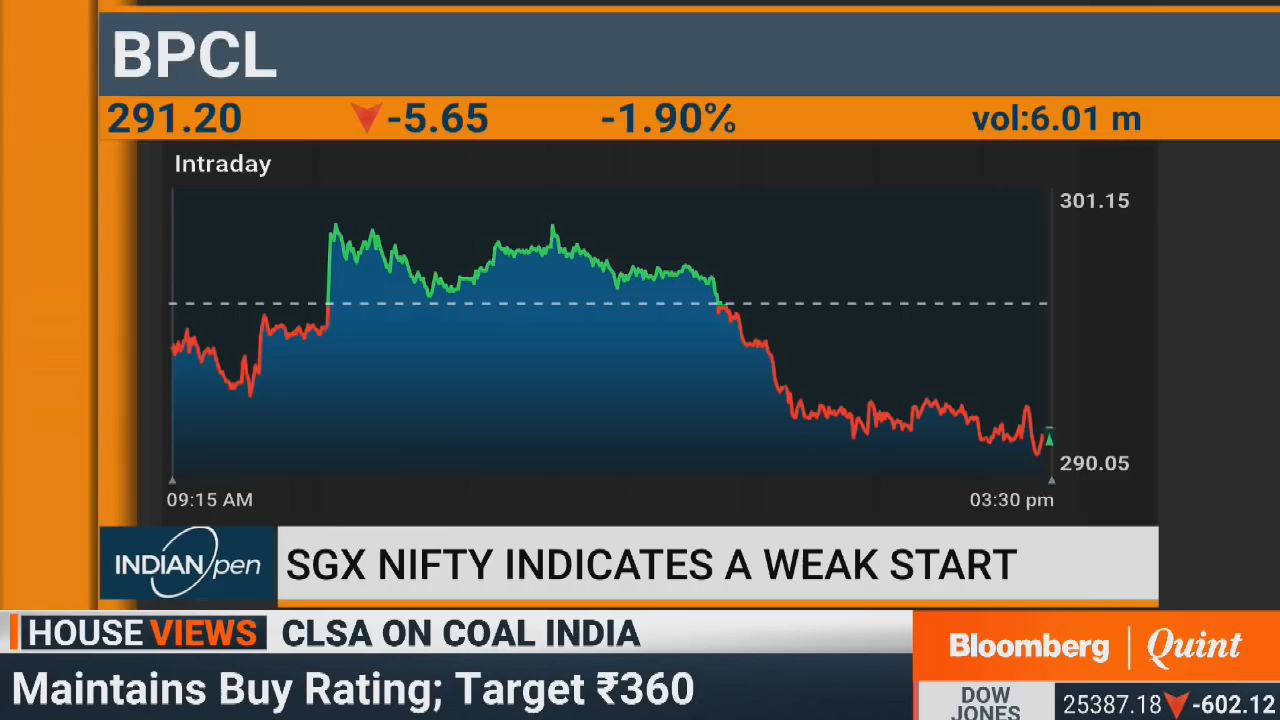 BPCL
291.20 -5.65 -1.90% vol:6.01 m
Intraday
301.15
290.05
09:15 AM 03:30 pm
INDIAN pen SGX NIFTY INDICATES A WEAK START
HOUSE VIEWS CLSA ON COAL INDIA
Maintains Buy Rating; Target ₹360
Bloomberg | Quint
DOW
JONES 25387.18 -602.12